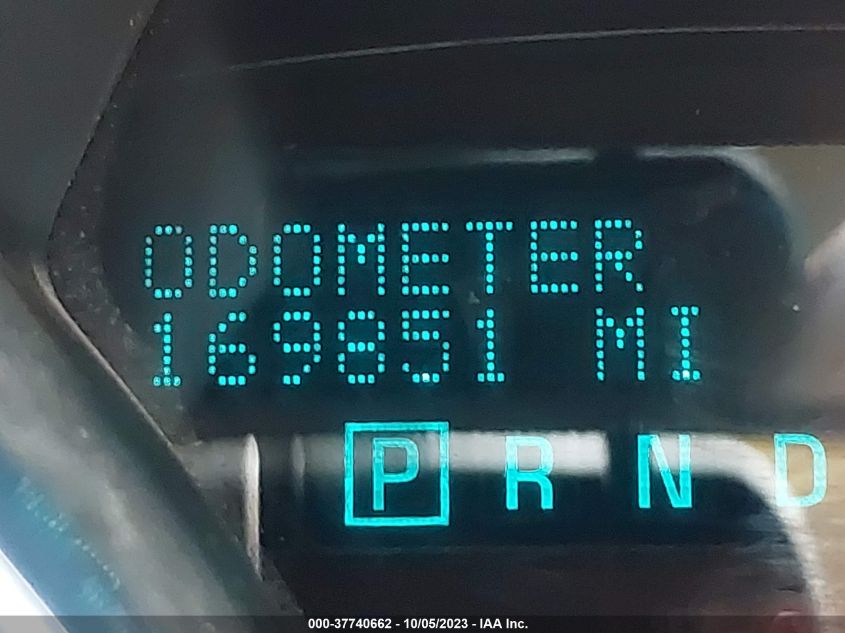 ODOMETER
169851 MI
P R N D
000-37740662 - 10/05/2023 - IAA Inc.